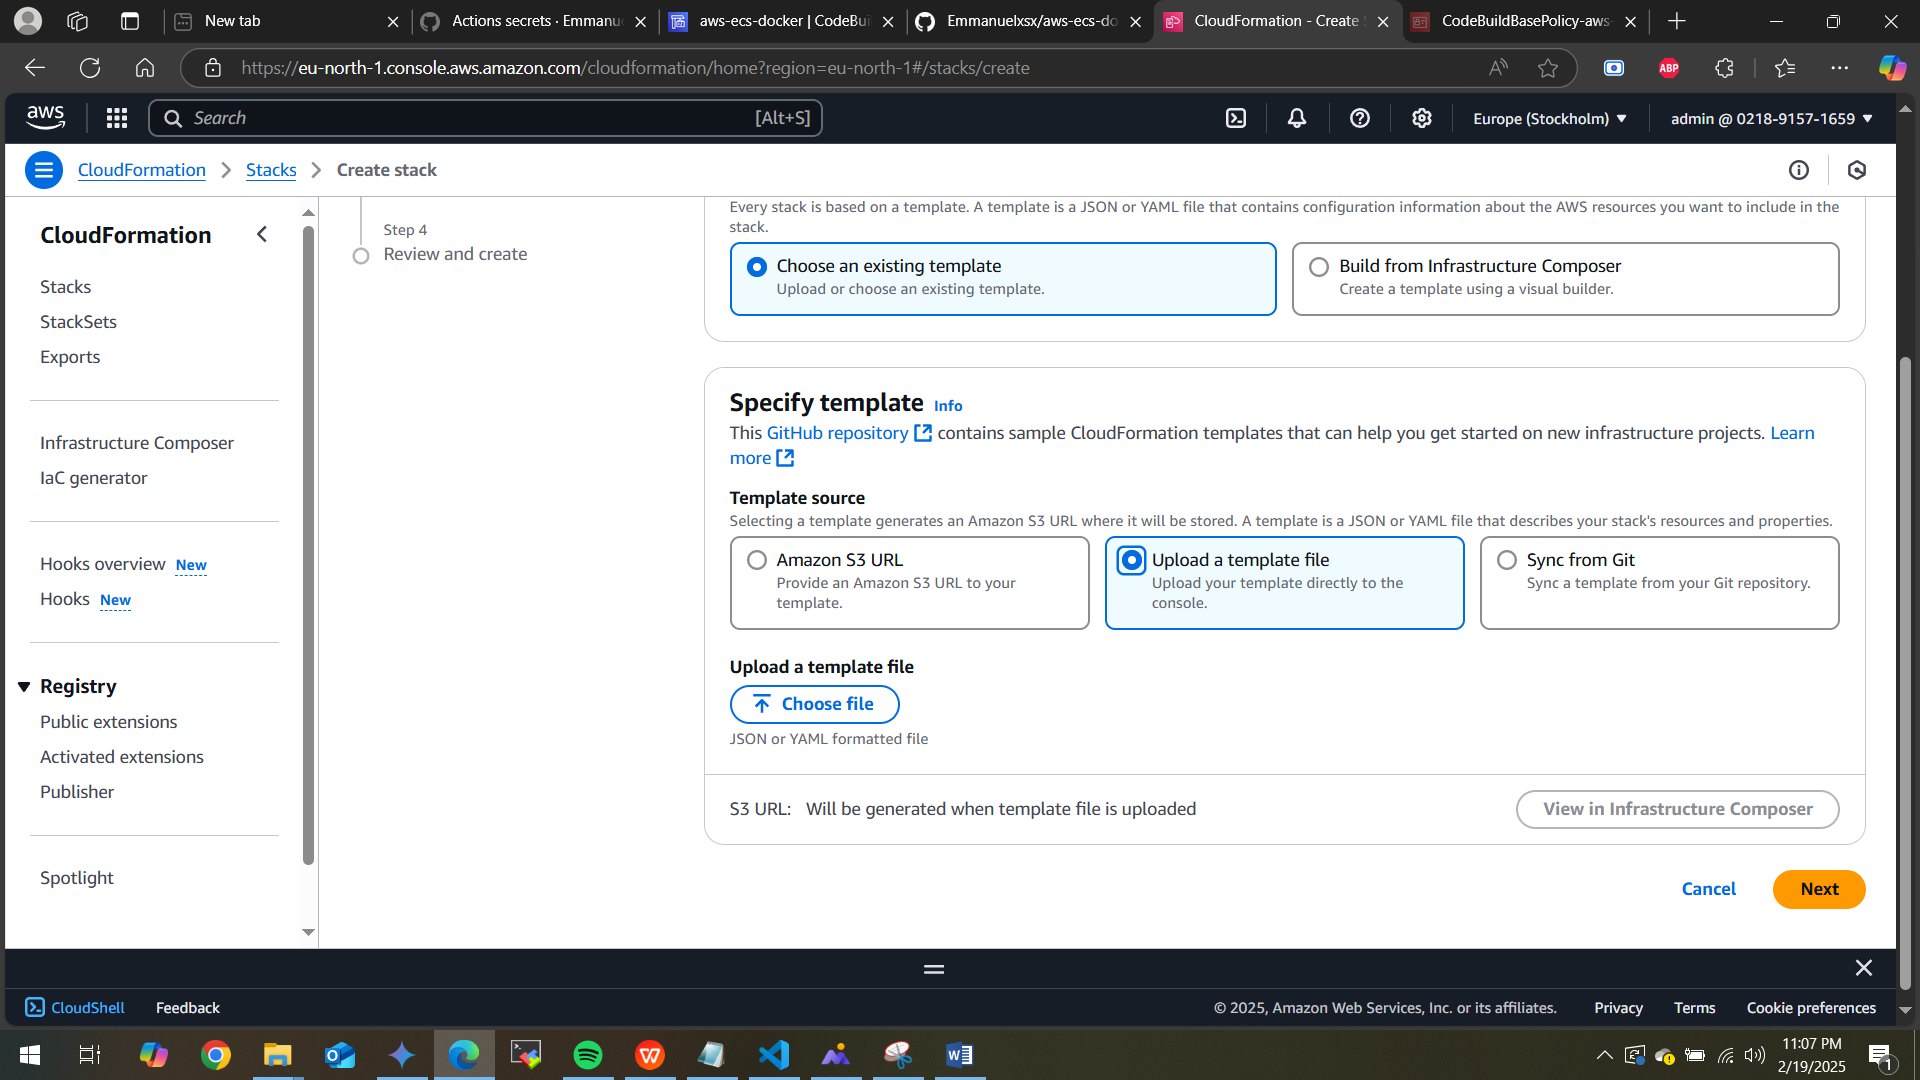 New tab
Actions secrets · Emmanue
aws-ecs-docker | CodeBuil
Emmanuelxsx/aws-ecs-do
CloudFormation - Create S
CodeBuildBasePolicy-aws-
https://eu-north-1.console.aws.amazon.com/cloudformation/home?region=eu-north-1#/stacks/create
ABP
aws
Search
[Alt+S]
Europe (Stockholm)
admin @ 0218-9157-1659
CloudFormation
Stacks
Create stack
CloudFormation
Stacks
StackSets
Exports
Infrastructure Composer
IaC generator
Hooks overview New
Hooks New
Registry
Public extensions
Activated extensions
Publisher
Spotlight
Step 4
Review and create
Every stack is based on a template. A template is a JSON or YAML file that contains configuration information about the AWS resources you want to include in the
stack.
Choose an existing template
Upload or choose an existing template.
Build from Infrastructure Composer
Create a template using a visual builder.
Specify template Info
This GitHub repository contains sample CloudFormation templates that can help you get started on new infrastructure projects. Learn
more
Template source
Selecting a template generates an Amazon S3 URL where it will be stored. A template is a JSON or YAML file that describes your stack's resources and properties.
Amazon S3 URL
Provide an Amazon S3 URL to your
template.
Upload a template file
Upload your template directly to the
console.
Sync from Git
Sync a template from your Git repository.
Upload a template file
Choose file
JSON or YAML formatted file
S3 URL: Will be generated when template file is uploaded
View in Infrastructure Composer
Cancel
Next
CloudShell
Feedback
© 2025, Amazon Web Services, Inc. or its affiliates.
Privacy
Terms
Cookie preferences
11:07 PM
2/19/2025
1